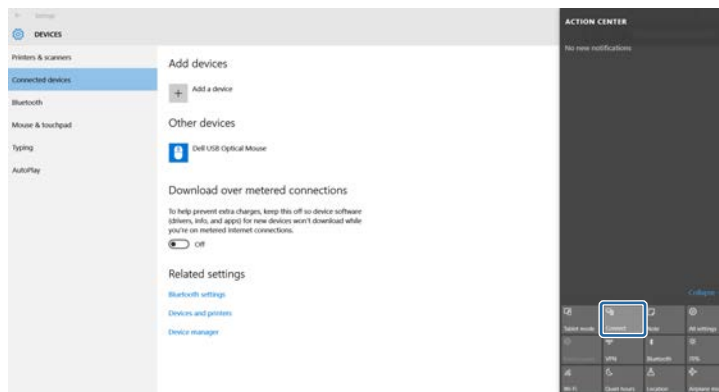 Settings
DEVICES
Printers & scanners
Connected devices
Bluetooth
Mouse & touchpad
Typing
AutoPlay
Add devices
Add a device
Other devices
Dell USB Optical Mouse
Download over metered connections
To help prevent extra charges, keep this off so device software
(drivers, info, and apps) for new devices won't download while
you're on metered Internet connections.
Off
Related settings
Bluetooth settings
Devices and printers
Device manager
ACTION CENTER
No new notifications
Collapse
Tablet mode Connect Note All settings
VPN Bluetooth
Wi-Fi Quiet hours Location Airplane mo